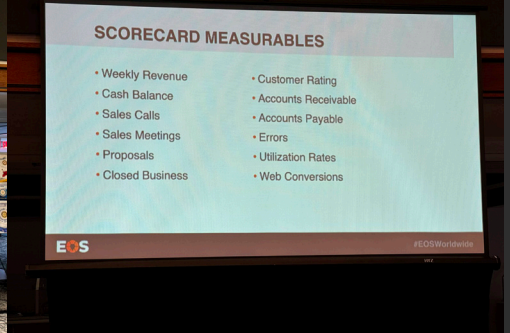 SCORECARD MEASURABLES
• Weekly Revenue
• Cash Balance
• Sales Calls
• Sales Meetings
• Proposals
• Closed Business
• Customer Rating
• Accounts Receivable
• Accounts Payable
• Errors
• Utilization Rates
• Web Conversions
EOS
#EOSWorldwide